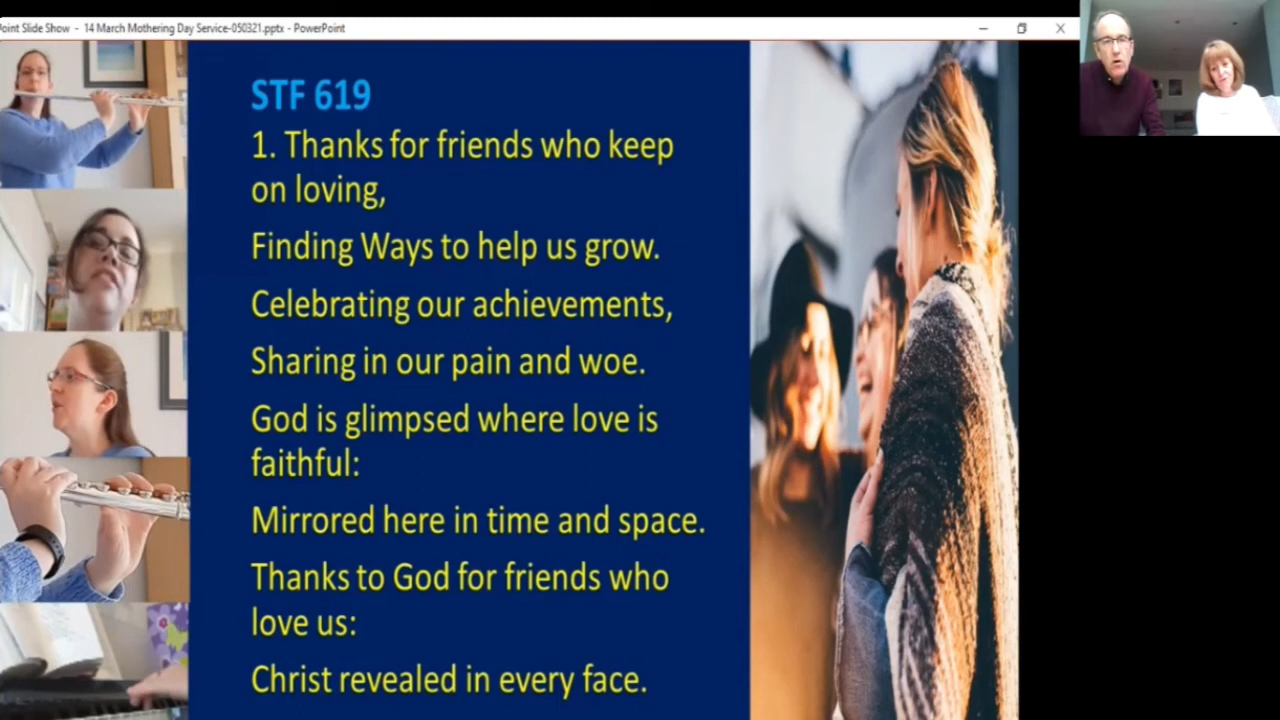 Point Slide Show - 14 March Mothering Day Service-050321.pptx - PowerPoint
STF 619
1. Thanks for friends who keep
on loving,
Finding Ways to help us grow.
Celebrating our achievements,
Sharing in our pain and woe.
God is glimpsed where love is
faithful:
Mirrored here in time and space.
Thanks to God for friends who
love us:
Christ revealed in every face.